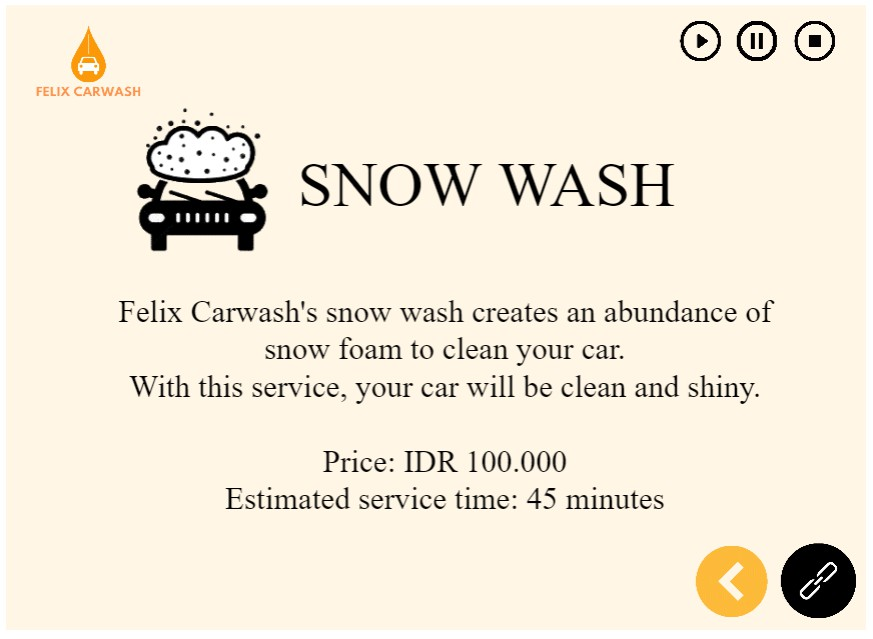 FELIX CARWASH
SNOW WASH
Felix Carwash's snow wash creates an abundance of
snow foam to clean your car.
With this service, your car will be clean and shiny.
Price: IDR 100.000
Estimated service time: 45 minutes